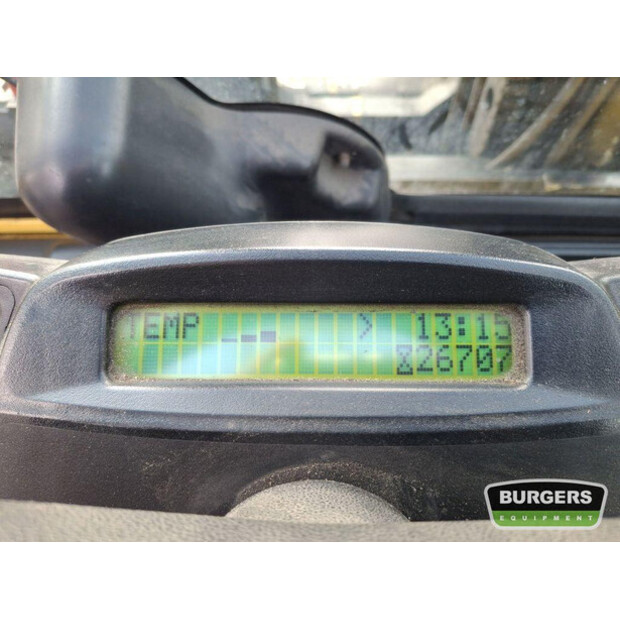 TEMP 13:15
26707
BURGERS
EQUIPMENT